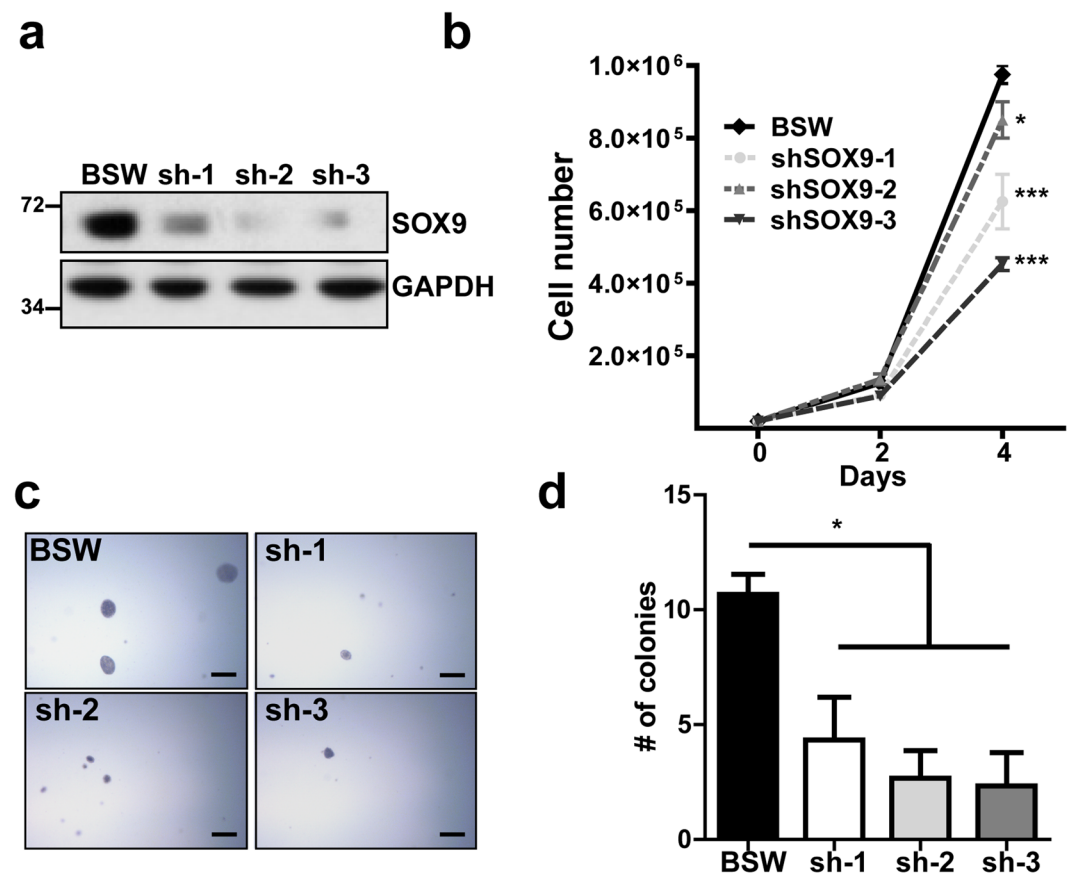 a
BSW sh-1 sh-2 sh-3
72
SOX9
GAPDH
34
b
Cell number
1.0×10⁶
8.0×10⁵
6.0×10⁵
4.0×10⁵
2.0×10⁵
BSW
shSOX9-1
shSOX9-2
shSOX9-3
*
***
***
0 2 4
Days
c
BSW
sh-1
sh-2
sh-3
d
# of colonies
15
10
5
0
*
BSW sh-1 sh-2 sh-3